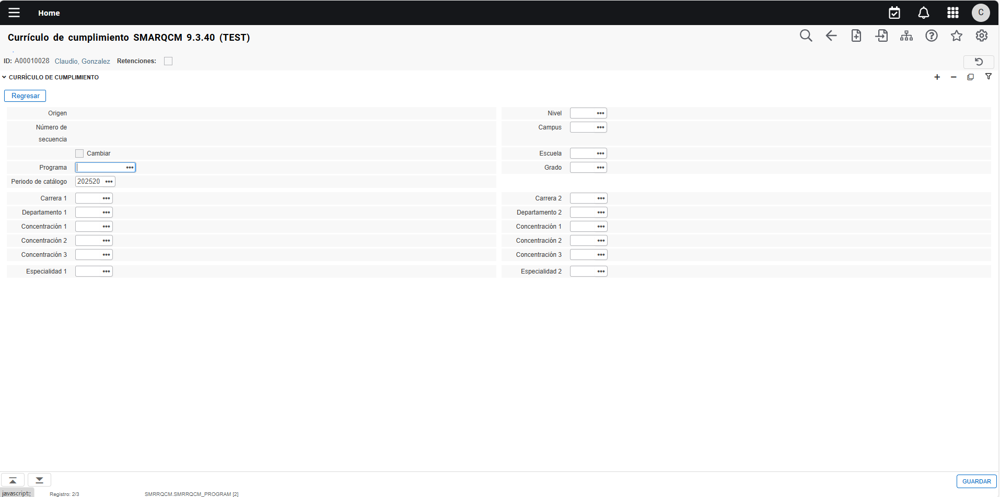 Home
C
Currículo de cumplimiento SMARQCM 9.3.40 (TEST)
ID: A00010028 Claudio, Gonzalez Retenciones:
CURRÍCULO DE CUMPLIMIENTO
Regresar
Origen
Nivel
Número de secuencia
Campus
Cambiar
Escuela
Programa
Grado
Periodo de catálogo 202520
Carrera 1
Carrera 2
Departamento 1
Departamento 2
Concentración 1
Concentración 1
Concentración 2
Concentración 2
Concentración 3
Concentración 3
Especialidad 1
Especialidad 2
GUARDAR
javascript:;
Registro: 2/3
SMRRQCM.SMRRQCM_PROGRAM [2]